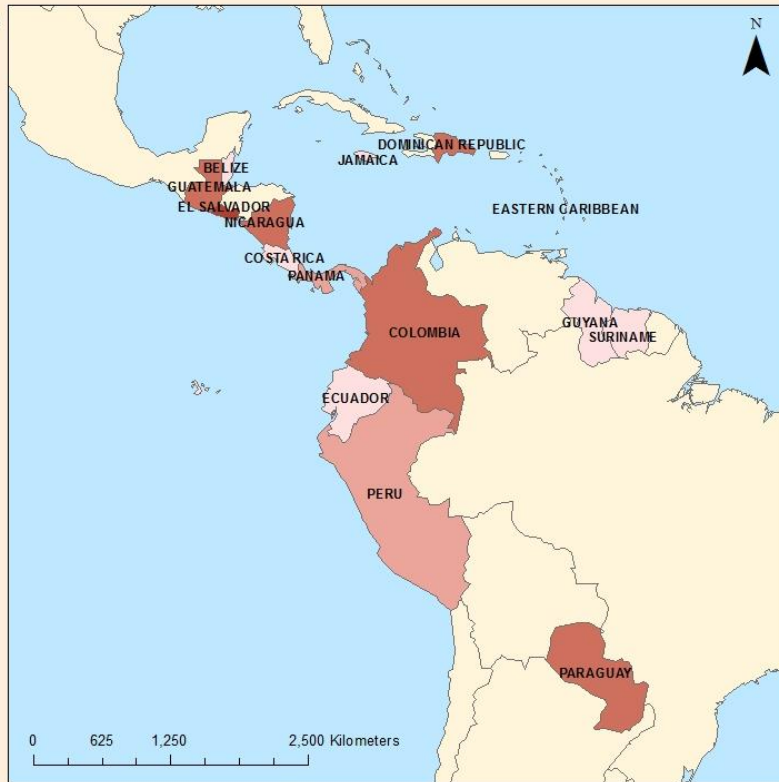 N
DOMINICAN REPUBLIC
JAMAICA
BELIZE
GUATEMALA
EL SALVADOR
NICARAGUA
EASTERN CARIBBEAN
COSTA RICA
PANAMA
COLOMBIA
GUYANA
SURINAME
ECUADOR
PERU
PARAGUAY
0 625 1,250 2,500 Kilometers